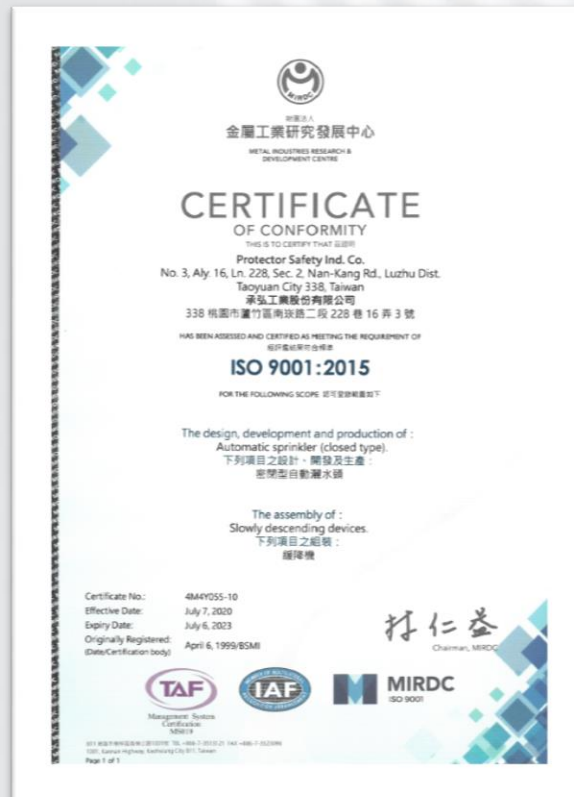 MIRDC
財團法人
金屬工業研究發展中心
METAL INDUSTRIES RESEARCH &
DEVELOPMENT CENTRE
CERTIFICATE
OF CONFORMITY
THIS IS TO CERTIFY THAT 茲證明
Protector Safety Ind. Co.
No. 3, Aly. 16, Ln. 228, Sec. 2, Nan-Kang Rd., Luzhu Dist.
Taoyuan City 338, Taiwan
承弘工業股份有限公司
338 桃園市蘆竹區南崁路二段 228 巷 16 弄 3 號
HAS BEEN ASSESSED AND CERTIFIED AS MEETING THE REQUIREMENT OF
經評鑑結果符合標準
ISO 9001:2015
FOR THE FOLLOWING SCOPE 認可登錄範圍如下
The design, development and production of :
Automatic sprinkler (closed type).
下列項目之設計、開發及生產：
密閉型自動灑水頭
The assembly of :
Slowly descending devices.
下列項目之組裝：
緩降機
Certificate No.: 4M4Y055-10
Effective Date: July 7, 2020
Expiry Date: July 6, 2023
Originally Registered: April 6, 1999/BSMI
(Date/Certification body)
Chairman, MIRDC
TAF
IAF
MIRDC
ISO 9001
Management System
Certification
Page 1 of 1